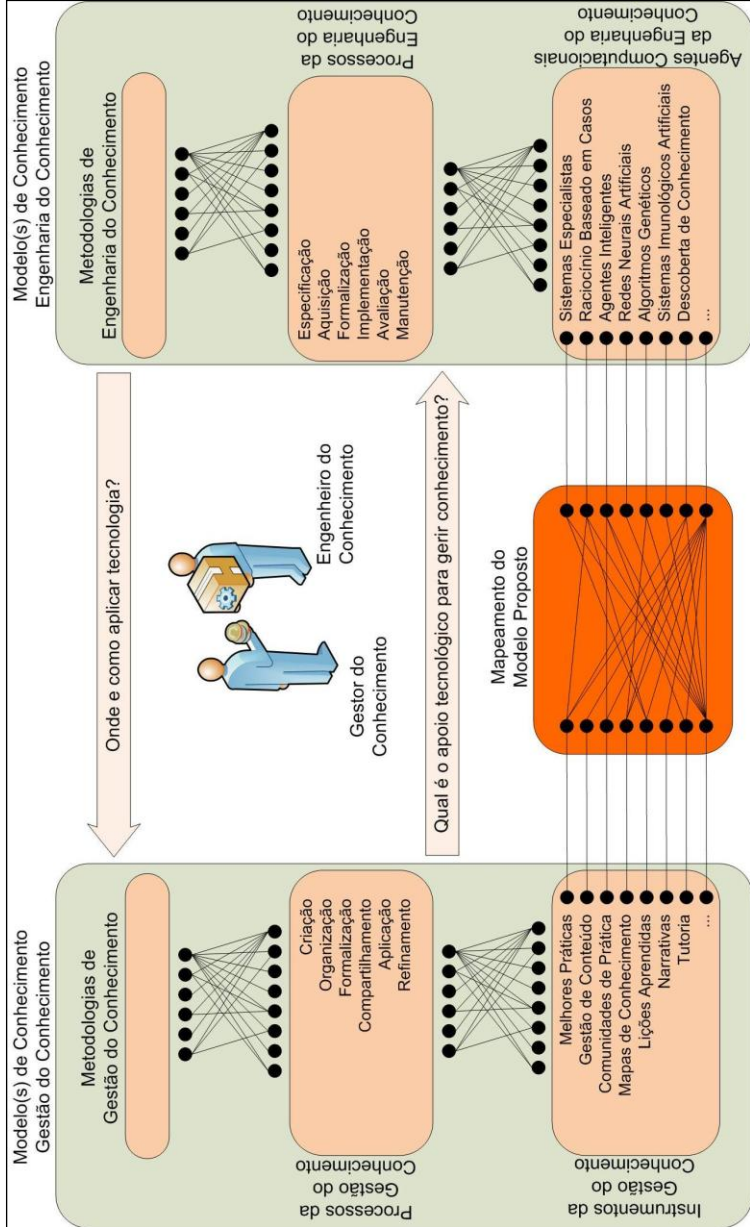 Modelo(s) de Conhecimento
Gestão do Conhecimento
Metodologias de
Gestão do Conhecimento
Processos da
Gestão do
Conhecimento
Criação
Organização
Formalização
Compartilhamento
Aplicação
Refinamento
Instrumentos da
Gestão do
Conhecimento
Melhores Práticas
Gestão de Conteúdo
Comunidades de Prática
Mapas de Conhecimento
Lições Aprendidas
Narrativas
Tutoria
...
Onde e como aplicar tecnologia?
Gestor do
Conhecimento
Engenheiro do
Conhecimento
Qual é o apoio tecnológico para gerir conhecimento?
Mapeamento do
Modelo Proposto
Modelo(s) de Conhecimento
Engenharia do Conhecimento
Metodologias de
Engenharia do Conhecimento
Especificação
Aquisição
Formalização
Implementação
Avaliação
Manutenção
Processos da
Engenharia do
Conhecimento
Sistemas Especialistas
Raciocínio Baseado em Casos
Agentes Inteligentes
Redes Neurais Artificiais
Algoritmos Genéticos
Sistemas Imunológicos Artificiais
Descoberta de Conhecimento
...
Agentes Computacionais
da Engenharia do
Conhecimento